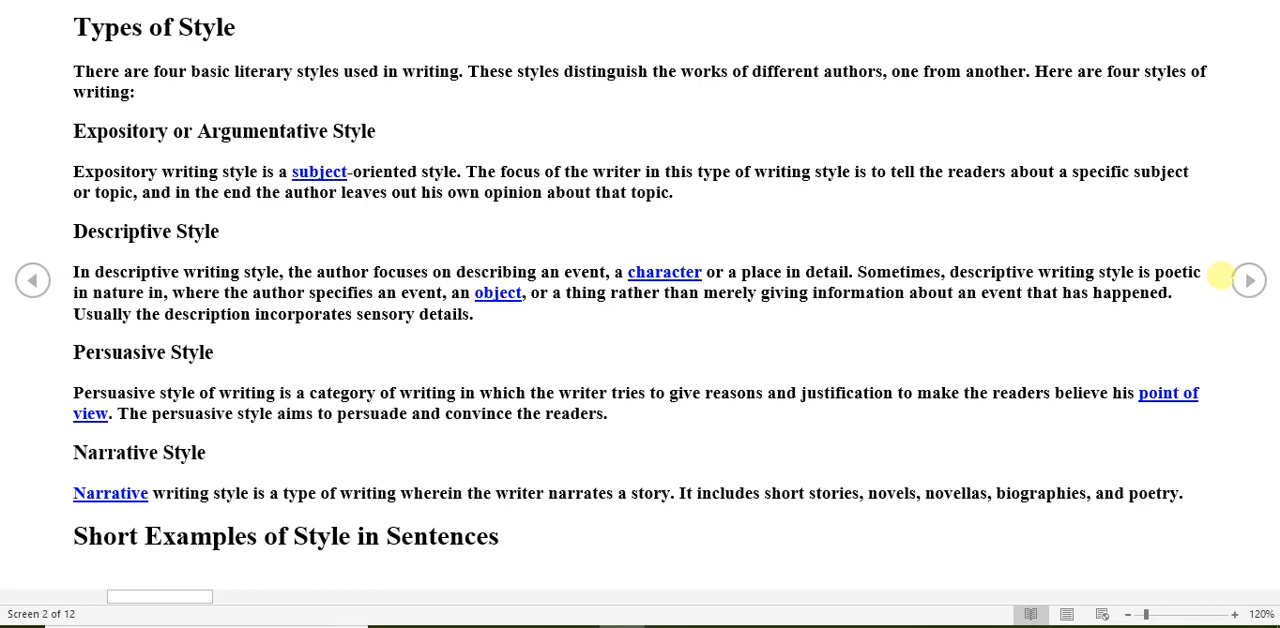 Types of Style
There are four basic literary styles used in writing. These styles distinguish the works of different authors, one from another. Here are four styles of
writing:
Expository or Argumentative Style
Expository writing style is a subject-oriented style. The focus of the writer in this type of writing style is to tell the readers about a specific subject
or topic, and in the end the author leaves out his own opinion about that topic.
Descriptive Style
In descriptive writing style, the author focuses on describing an event, a character or a place in detail. Sometimes, descriptive writing style is poetic
in nature in, where the author specifies an event, an object, or a thing rather than merely giving information about an event that has happened.
Usually the description incorporates sensory details.
Persuasive Style
Persuasive style of writing is a category of writing in which the writer tries to give reasons and justification to make the readers believe his point of
view. The persuasive style aims to persuade and convince the readers.
Narrative Style
Narrative writing style is a type of writing wherein the writer narrates a story. It includes short stories, novels, novellas, biographies, and poetry.
Short Examples of Style in Sentences
Screen 2 of 12
120%